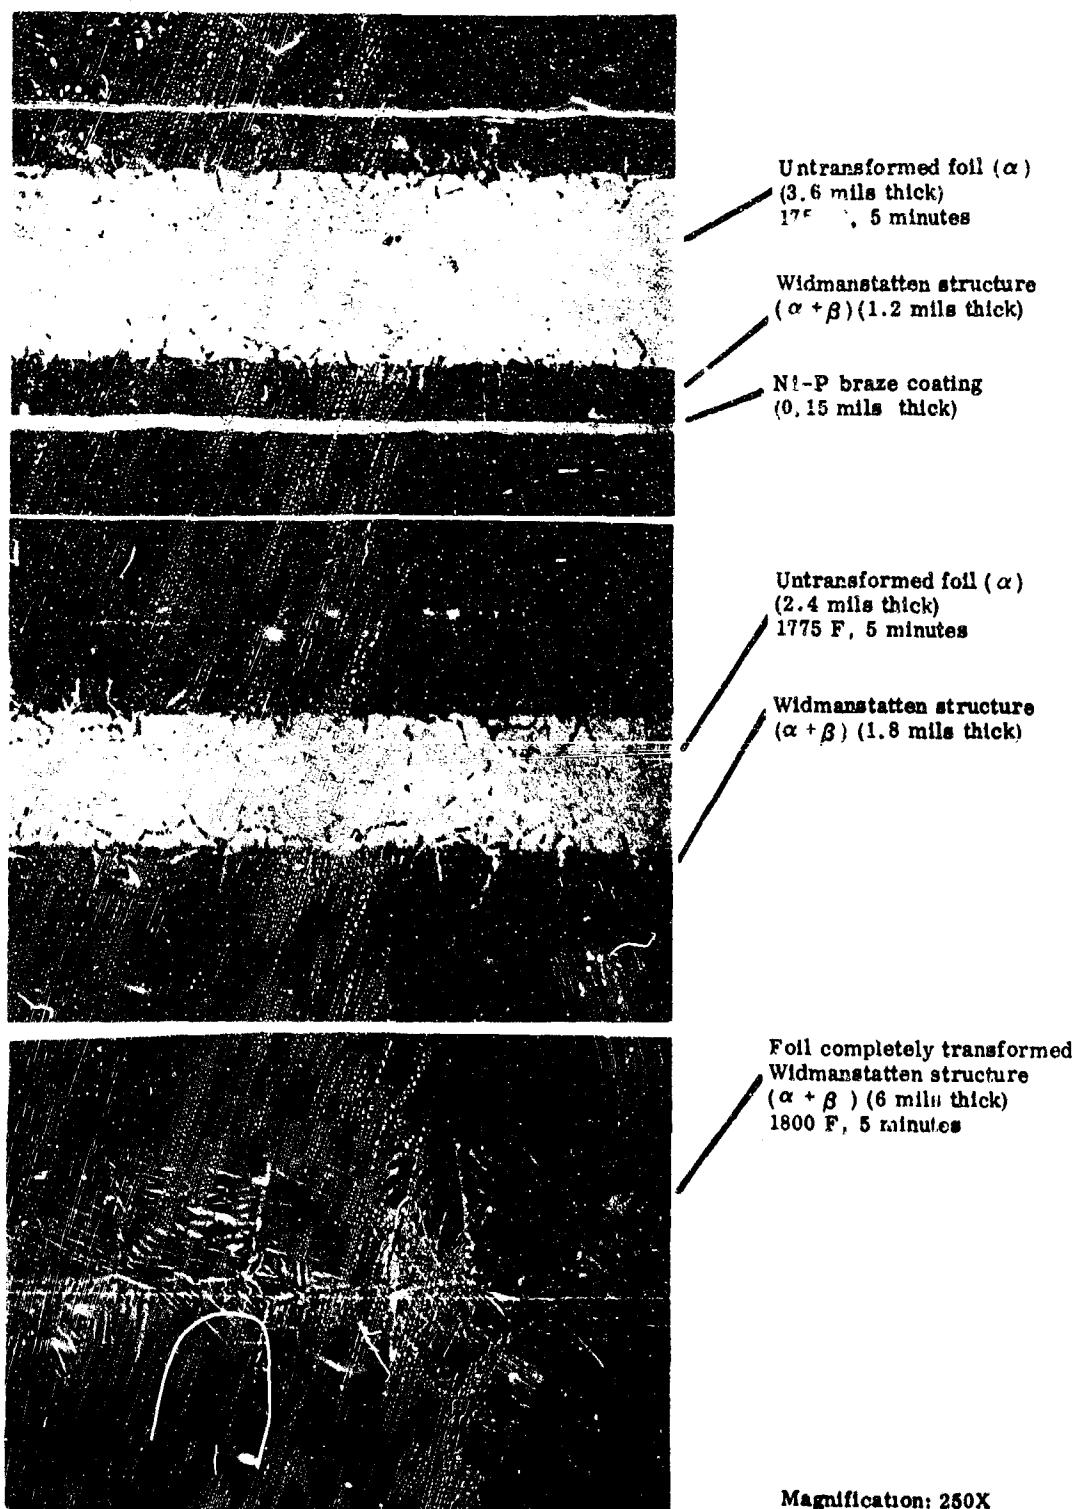 Untransformed foil (α)
(3.6 mils thick)
5 minutes
Widmanstatten structure
(α + β) (1.2 mils thick)
Ni-P braze coating
(0.15 mils thick)
Untransformed foil (α)
(2.4 mils thick)
1775 F, 5 minutes
Widmanstatten structure
(α + β) (1.8 mils thick)
Foil completely transformed
Widmanstatten structure
(α + β ) (6 mils thick)
1800 F, 5 minutes
Magnification: 250X